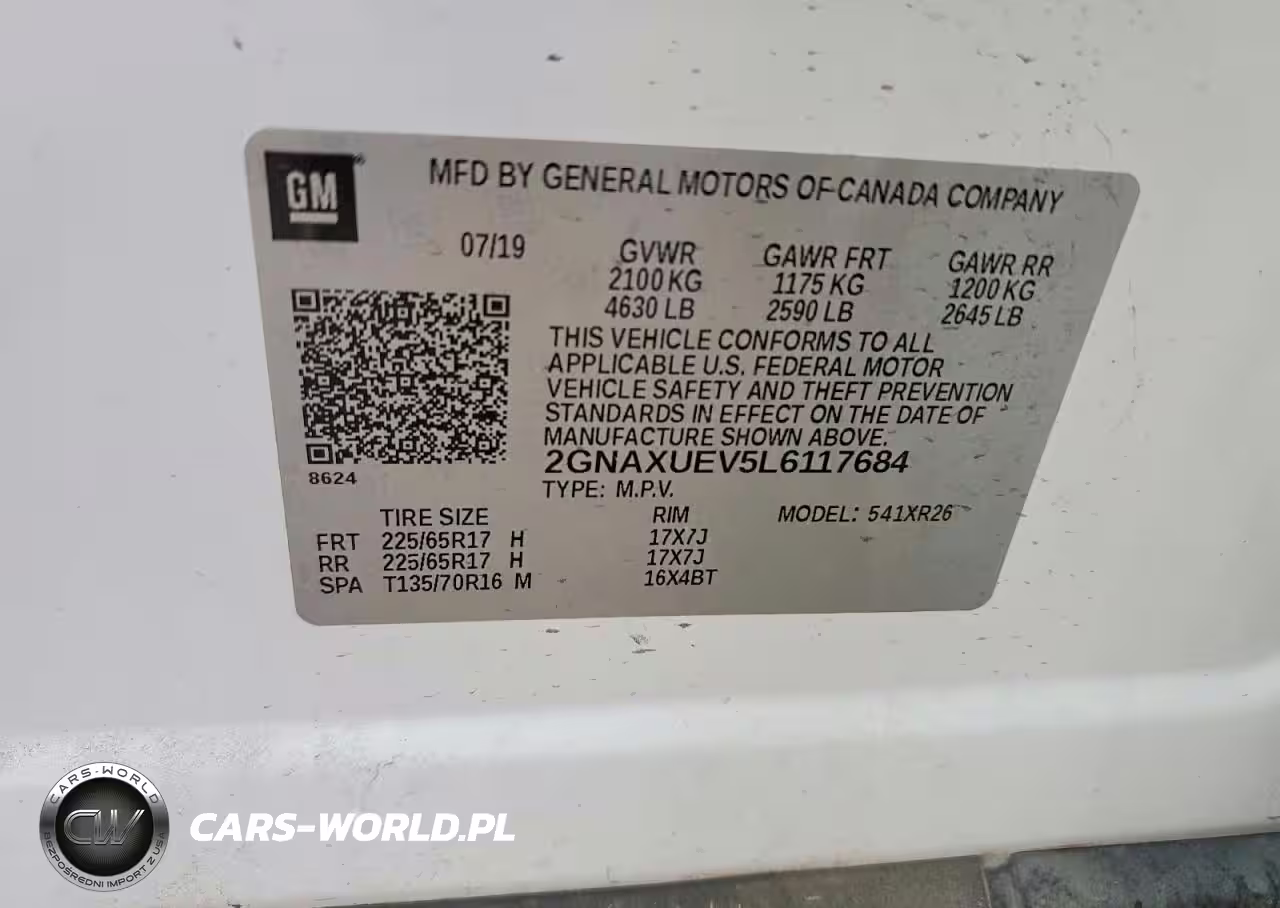 GM
MFD BY GENERAL MOTORS OF CANADA COMPANY
07/19
GVWR GAWR FRT GAWR RR
2100 KG 1175 KG 1200 KG
4630 LB 2590 LB 2645 LB
THIS VEHICLE CONFORMS TO ALL
APPLICABLE U.S. FEDERAL MOTOR
VEHICLE SAFETY AND THEFT PREVENTION
STANDARDS IN EFFECT ON THE DATE OF
MANUFACTURE SHOWN ABOVE.
2GNAXUEV5L6117684
8624
TYPE: M.P.V.
TIRE SIZE RIM MODEL: 541XR26
FRT 225/65R17 H 17X7J
RR 225/65R17 H 17X7J
SPA T135/70R16 M 16X4BT
CARS-WORLD
CW
BEZPOŚREDNI IMPORT Z USA
CARS-WORLD.PL